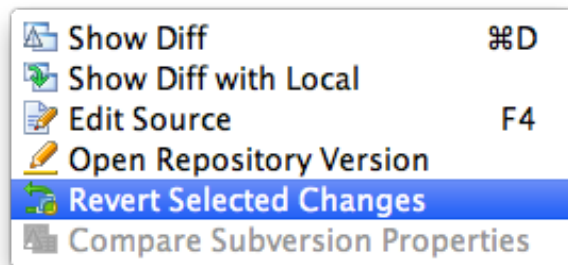 Show Diff ⌘D
Show Diff with Local
Edit Source F4
Open Repository Version
Revert Selected Changes
Compare Subversion Properties